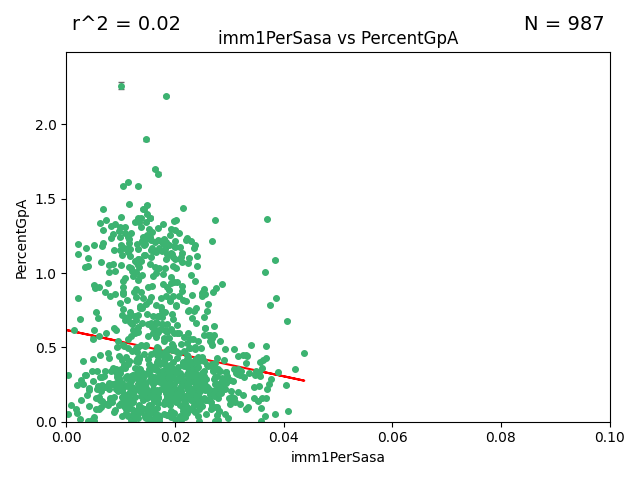 r^2 = 0.02
N = 987
imm1PerSasa vs PercentGpA
PercentGpA
2.0
1.5
1.0
0.5
0.0
0.00 0.02 0.04 0.06 0.08 0.10
imm1PerSasa